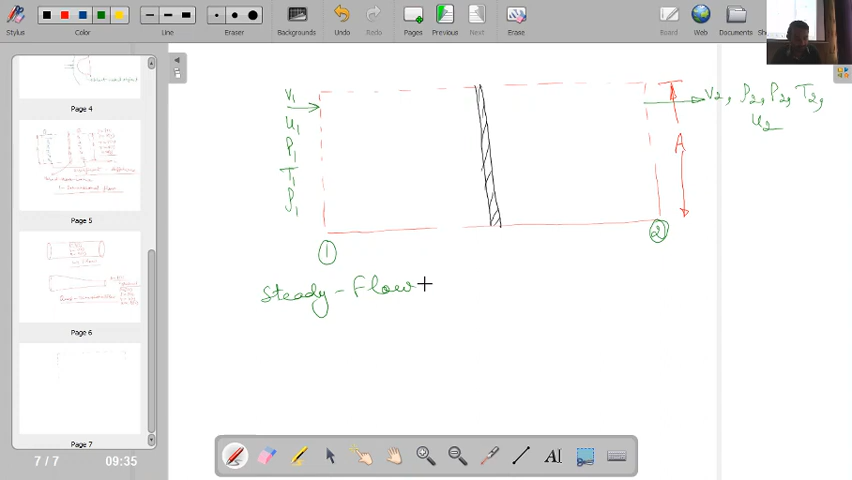 Stylus
Line
Eraser
Backgrounds
Undo
Redo
Pages
Previous
Next
Erase
Board
Web
Documents
V1
u1
P1
T1
ρ1
V2, ρ2, P2, T2,
u2
A
1
2
Steady - Flow
Page 4
Page 5
Page 6
Page 7
7 / 7
09:35
AI